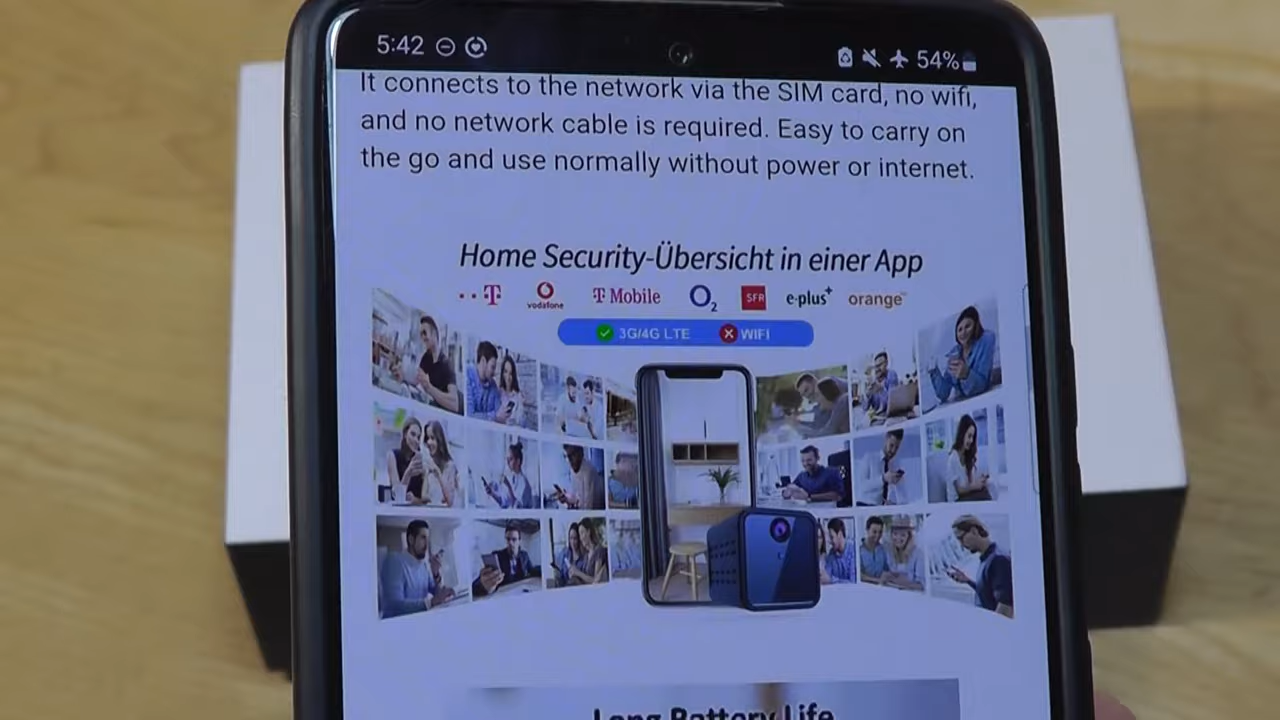 5:42
54%
It connects to the network via the SIM card, no wifi,
and no network cable is required. Easy to carry on
the go and use normally without power or internet.
Home Security-Übersicht in einer App
T vodafone T Mobile O2 SFR e-plus+ orange™
3G/4G LTE WIFI
Long Battery Life